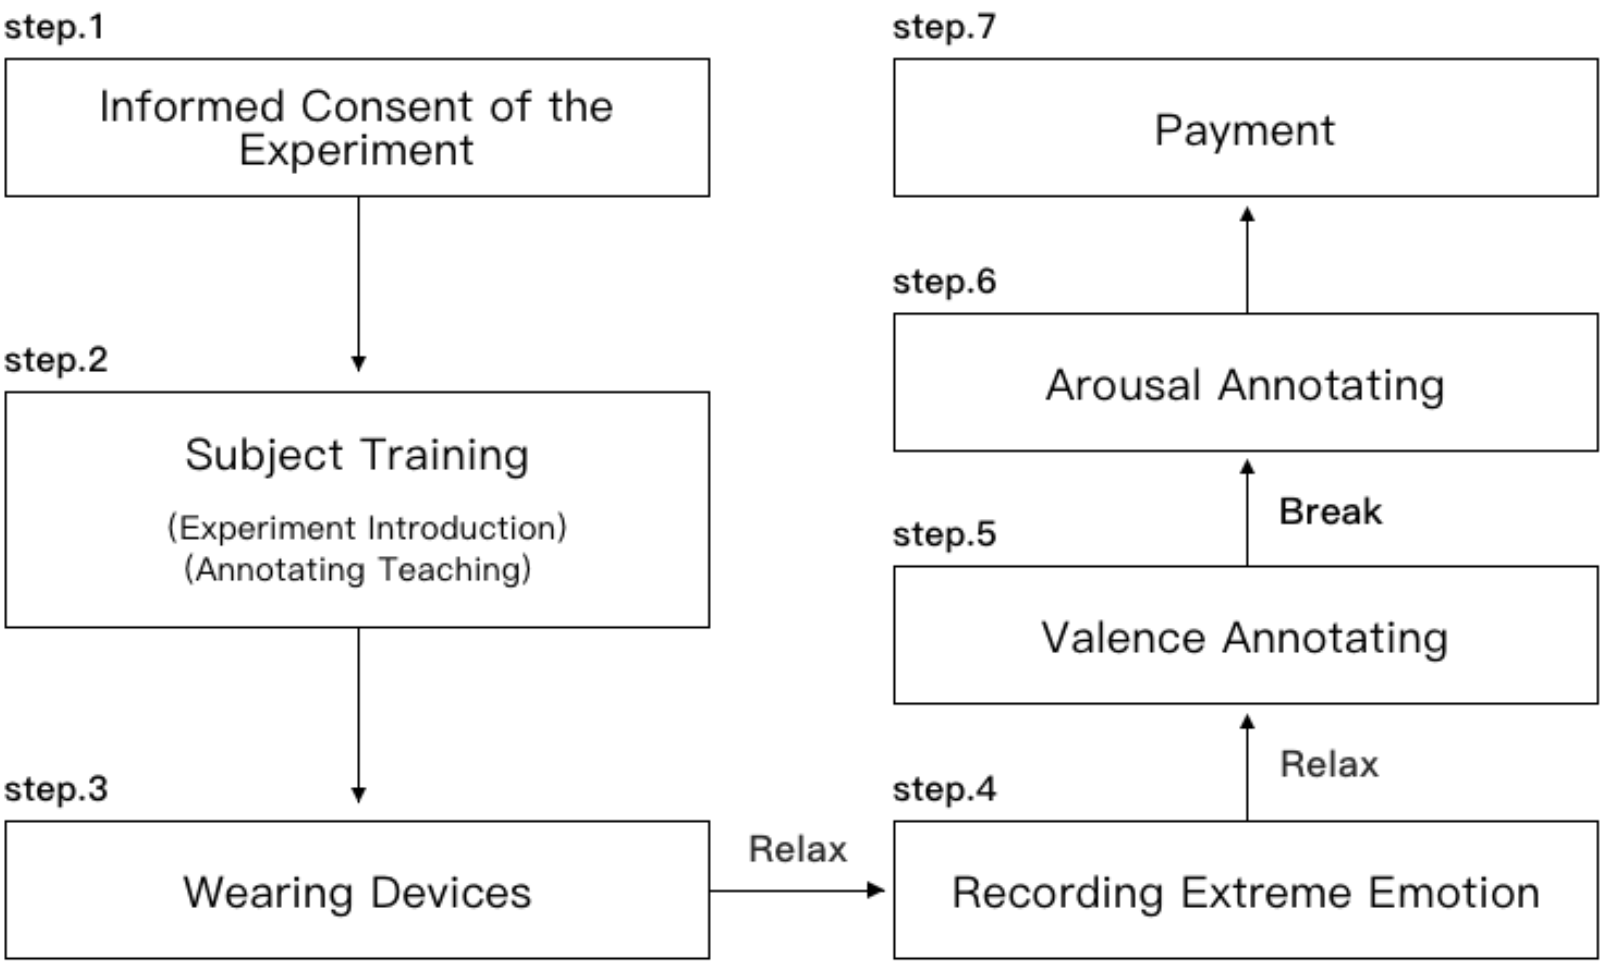 step.1
Informed Consent of the
Experiment
step.2
Subject Training
(Experiment Introduction)
(Annotating Teaching)
step.3
Wearing Devices
Relax
step.4
Recording Extreme Emotion
Relax
step.5
Valence Annotating
Break
step.6
Arousal Annotating
step.7
Payment